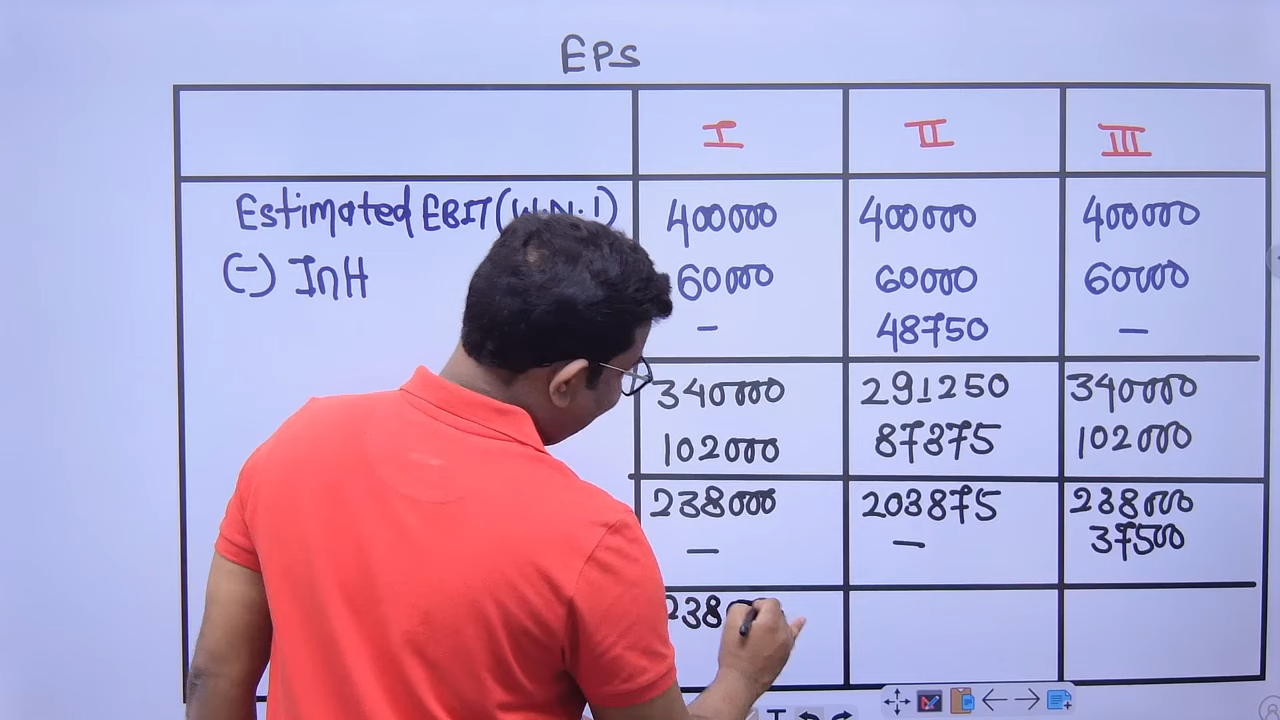 EPS
I II III
Estimated EBIT (W.N.1) 400000 400000 400000
(-) Int 60000 60000 60000
- 48750 -
340000 291250 340000
102000 87375 102000
238000 203875 238000
- - 37500
238